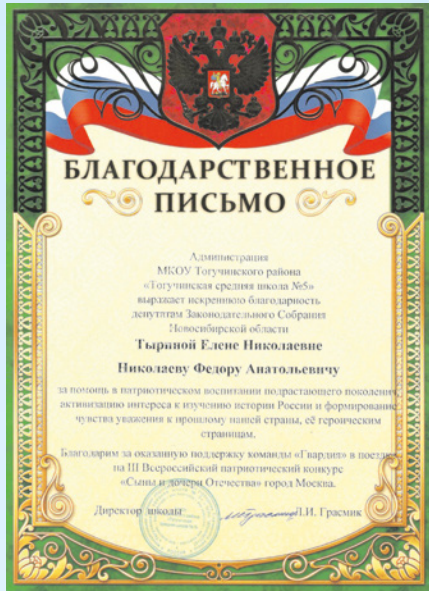 БЛАГОДАРСТВЕННОЕ
ПИСЬМО
Администрация
МКОУ Тогучинского района
«Тогучинская средняя школа №5»
выражает искреннюю благодарность
депутатам Законодательного Собрания
Новосибирской области
Тыриной Елене Николаевне
Николаеву Федору Анатольевичу
за помощь в патриотическом воспитании подрастающего поколения,
активизацию интереса к изучению истории России и формирование
чувства уважения к прошлому нашей страны, её героическим
страницам.
Благодарим за оказанную поддержку команды «Гвардия» в поездке
на III Всероссийский патриотический конкурс
«Сыны и дочери Отечества» город Москва.
Директор школы Л.И. Грасмик